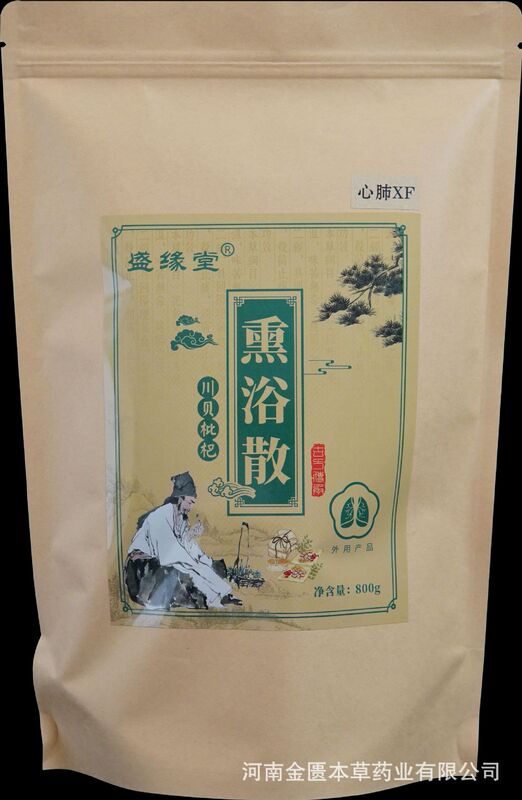 心肺XF
盛缘堂®
熏浴散
川贝枇杷
外用产品
净含量：800g
河南金匮本草药业有限公司